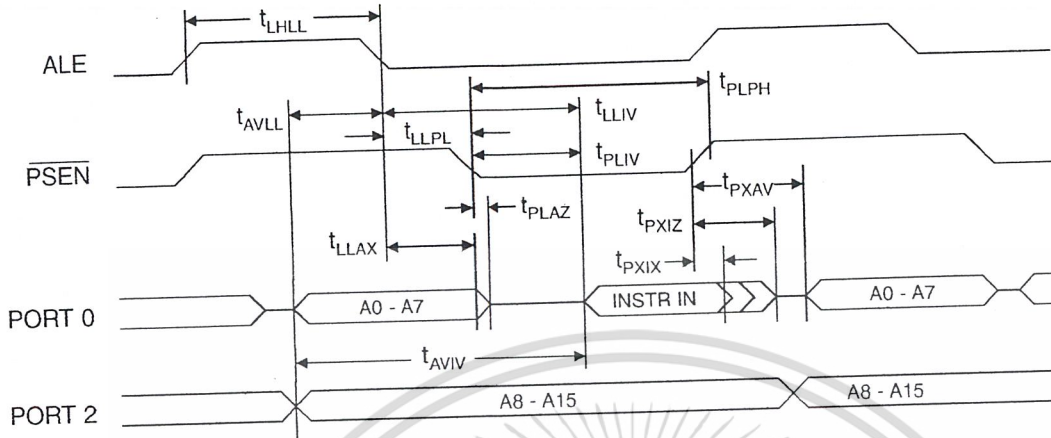 tLHLL
ALE
tPLPH
tAVLL
tLLIV
tLLPL
PSEN
tPLIV
tPXAV
tPLAZ
tPXIZ
tLLAX
tPXIX
PORT 0
A0 - A7
INSTR IN
A0 - A7
tAVIV
PORT 2
A8 - A15
A8 - A15